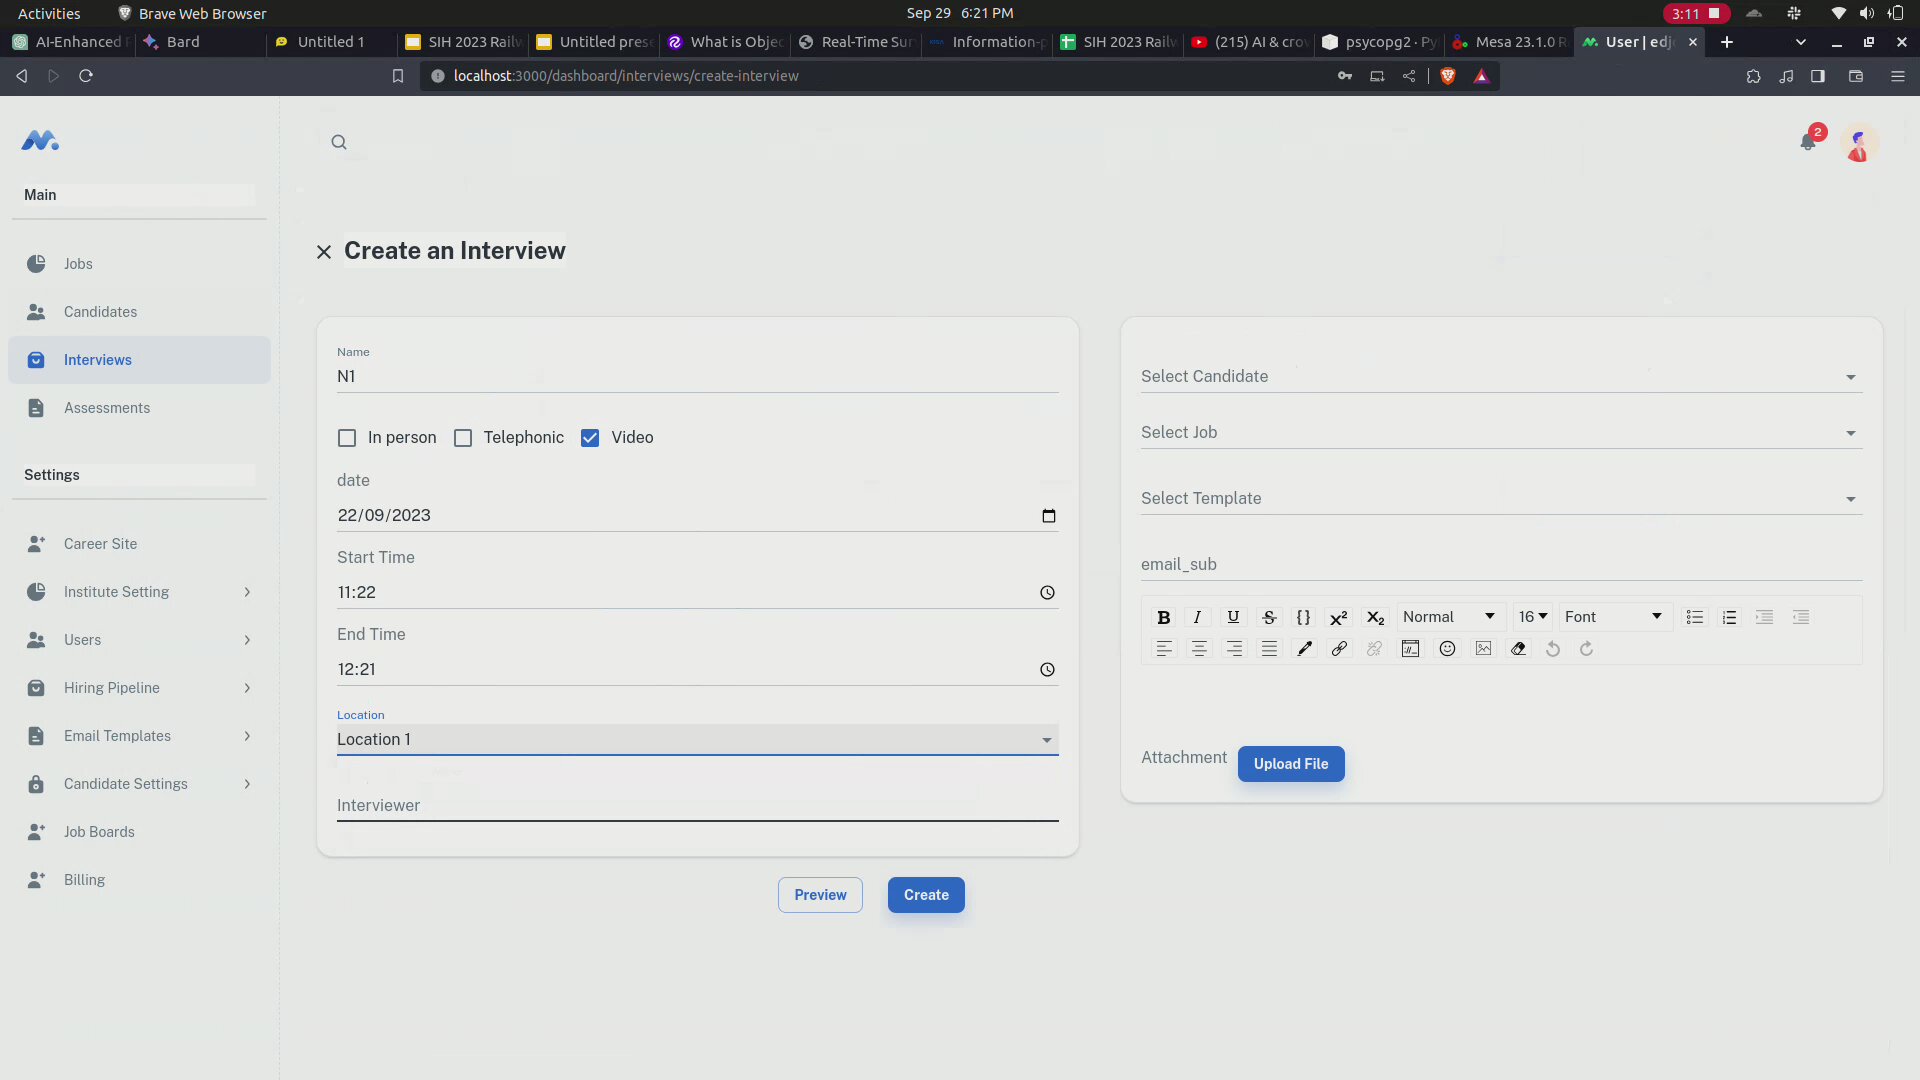 Activities
Brave Web Browser
Sep 29 6:21 PM
3:11
AI-Enhanced
Bard
Untitled 1
SIH 2023 Railw
Untitled prese
What is Objec
Real-Time Sur
Information-p
SIH 2023 Railw
(215) AI & crow
psycopg2 · Py
Mesa 23.1.0 R
User | edj
localhost:3000/dashboard/interviews/create-interview
2
Main
Jobs
Candidates
Interviews
Assessments
Settings
Career Site
Institute Setting
Users
Hiring Pipeline
Email Templates
Candidate Settings
Job Boards
Billing
Create an Interview
Name
N1
In person
Telephonic
Video
date
22/09/2023
Start Time
11:22
End Time
12:21
Location
Location 1
Interviewer
Select Candidate
Select Job
Select Template
email_sub
Normal
16
Font
Attachment
Upload File
Preview
Create